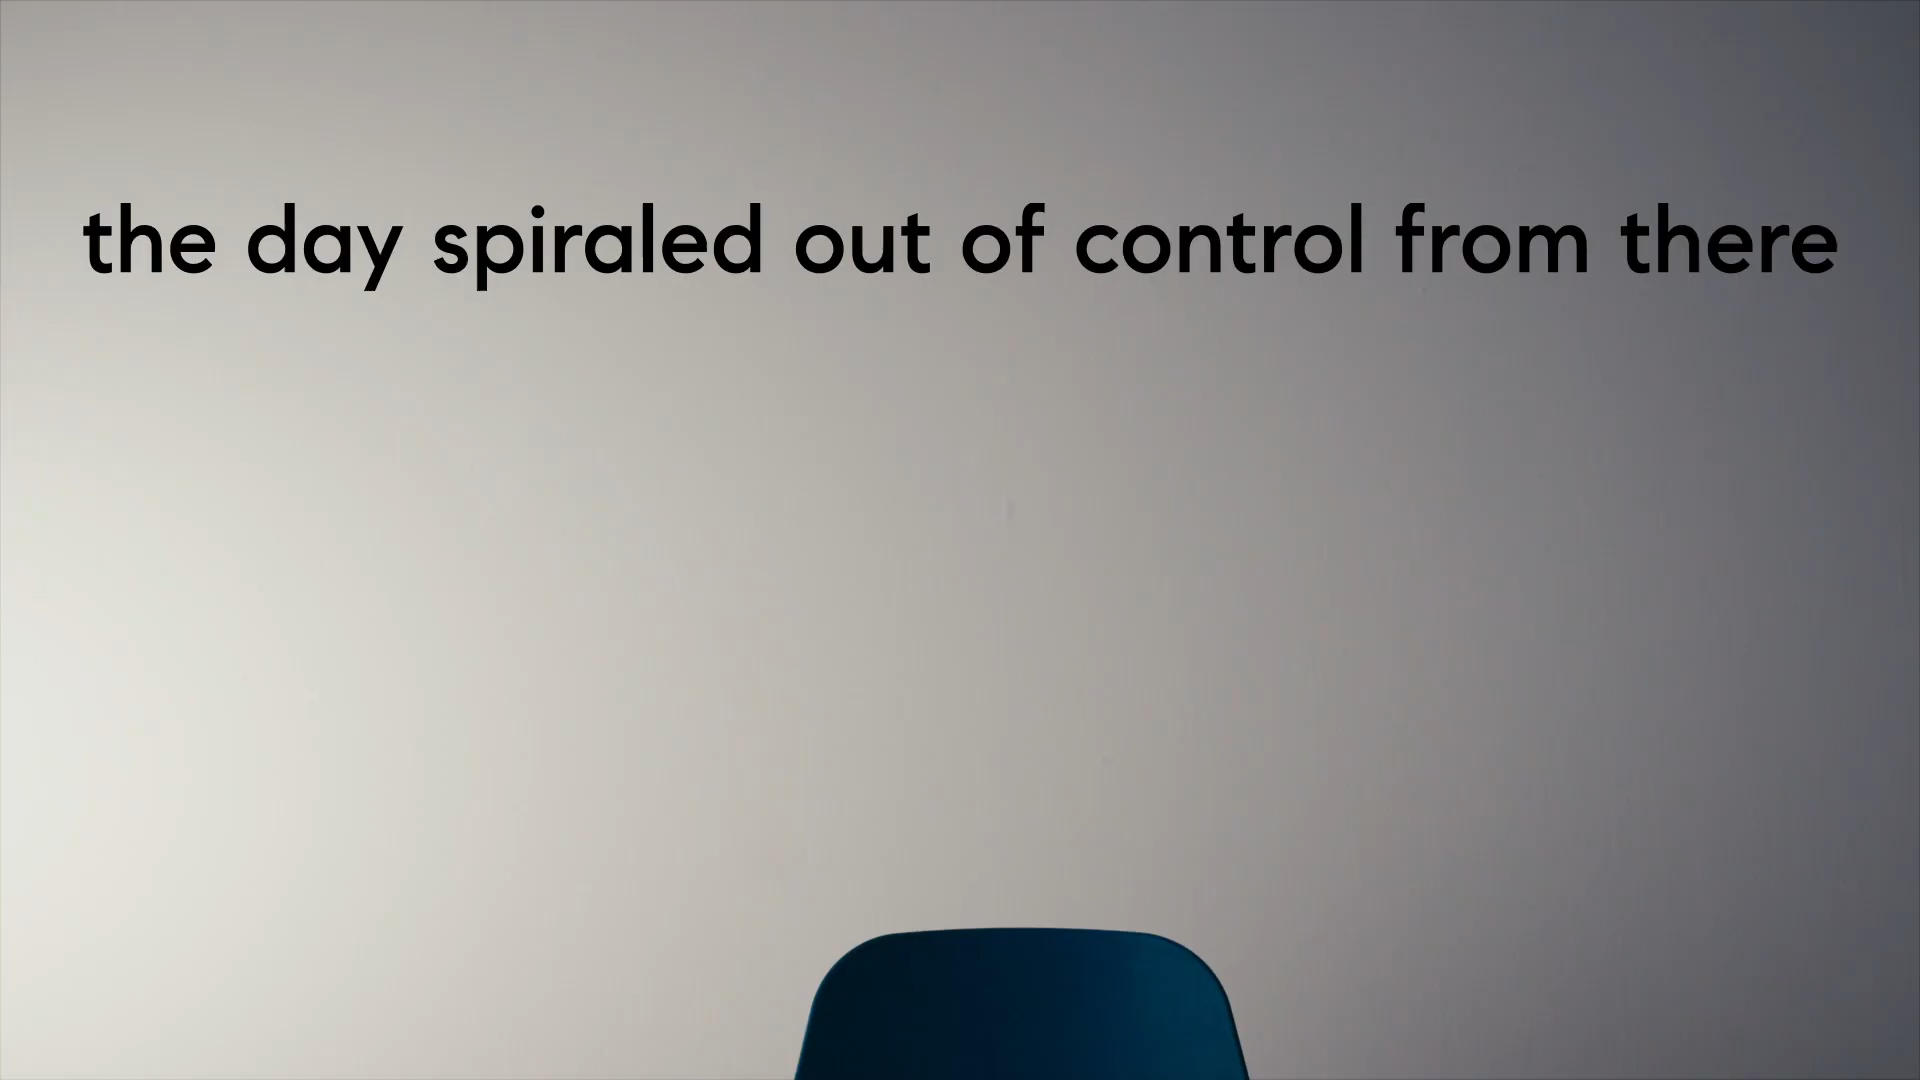 the day spiraled out of control from there